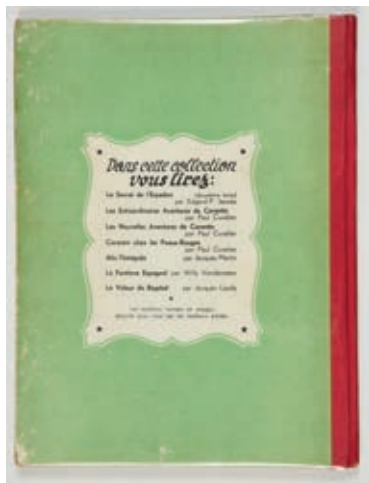 Dans cette collection
vous lirez:
Le Secret de l'Espadon
par Edgard P. Jacobs
Les Extraordinaires Aventures de Corentin
par Paul Cuvelier
Les Nouvelles Aventures de Corentin
par Paul Cuvelier
Corentin chez les Peaux-Rouges
par Paul Cuvelier
Alix l'Intrépide par Jacques Martin
Le Fantôme Espagnol par Willy Vandersteen
Le Voleur de Bagdad par Jacques Laudy